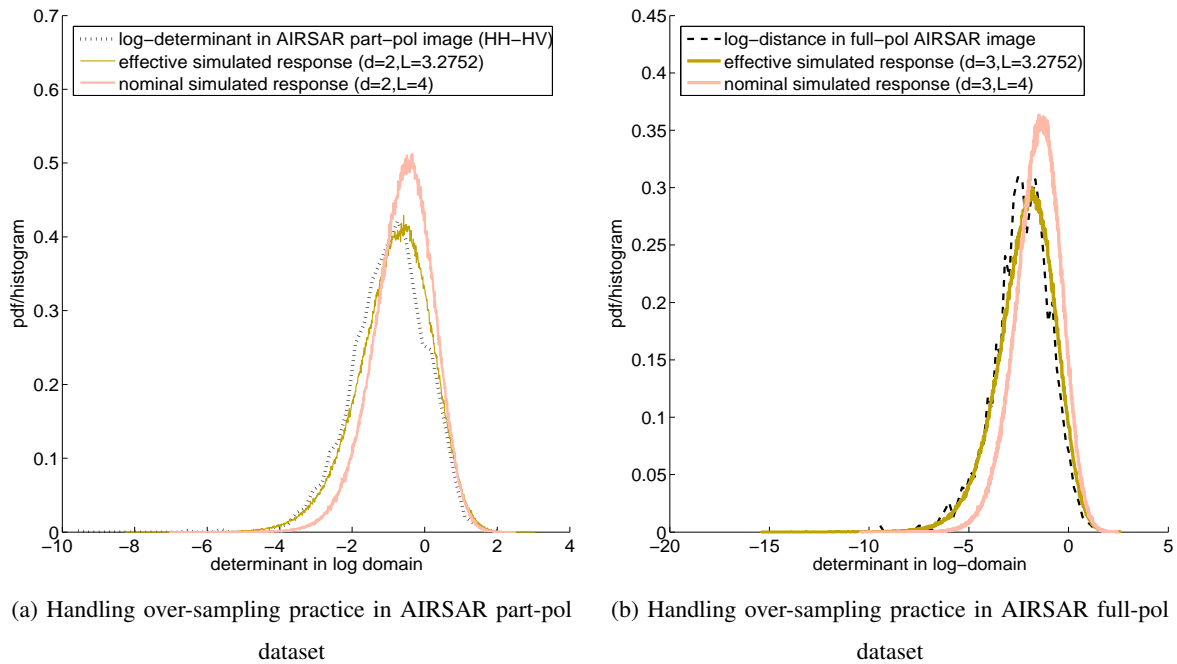 0.7
0.6
0.5
0.4
0.3
0.2
0.1
0
pdf/histogram
log−determinant in AIRSAR part−pol image (HH−HV)
effective simulated response (d=2,L=3.2752)
nominal simulated response (d=2,L=4)
−10 −8 −6 −4 −2 0 2 4
determinant in log domain
(a) Handling over-sampling practice in AIRSAR part-pol
dataset
0.45
0.4
0.35
0.3
0.25
0.2
0.15
0.1
0.05
0
pdf/histogram
log−distance in full−pol AIRSAR image
effective simulated response (d=3,L=3.2752)
nominal simulated response (d=3,L=4)
−20 −15 −10 −5 0 5
determinant in log−domain
(b) Handling over-sampling practice in AIRSAR full-pol
dataset